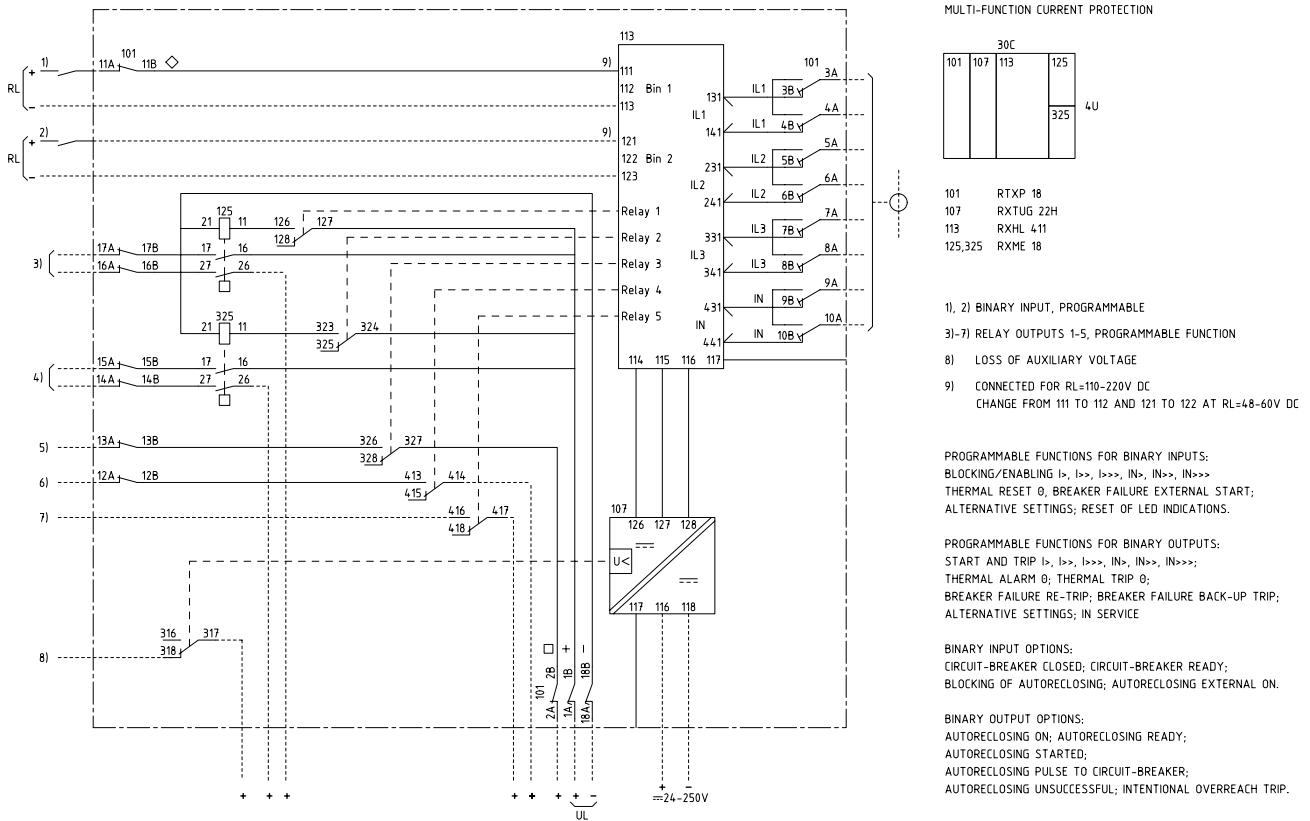 MULTI-FUNCTION CURRENT PROTECTION
30C
101 107 113 125
325
4U
101 RTXP 18
107 RXTUG 22H
113 RXHL 411
125,325 RXME 18
1), 2) BINARY INPUT, PROGRAMMABLE
3)-7) RELAY OUTPUTS 1-5, PROGRAMMABLE FUNCTION
8) LOSS OF AUXILIARY VOLTAGE
9) CONNECTED FOR RL=110-220V DC
CHANGE FROM 111 TO 112 AND 121 TO 122 AT RL=48-60V DC
PROGRAMMABLE FUNCTIONS FOR BINARY INPUTS:
BLOCKING/ENABLING I>, I>>, I>>>, IN>, IN>>, IN>>>
THERMAL RESET θ, BREAKER FAILURE EXTERNAL START;
ALTERNATIVE SETTINGS; RESET OF LED INDICATIONS.
PROGRAMMABLE FUNCTIONS FOR BINARY OUTPUTS:
START AND TRIP I>, I>>, I>>>, IN>, IN>>, IN>>>;
THERMAL ALARM θ; THERMAL TRIP θ;
BREAKER FAILURE RE-TRIP; BREAKER FAILURE BACK-UP TRIP;
ALTERNATIVE SETTINGS; IN SERVICE
BINARY INPUT OPTIONS:
CIRCUIT-BREAKER CLOSED; CIRCUIT-BREAKER READY;
BLOCKING OF AUTORECLOSING; AUTORECLOSING EXTERNAL ON.
BINARY OUTPUT OPTIONS:
AUTORECLOSING ON; AUTORECLOSING READY;
AUTORECLOSING STARTED;
AUTORECLOSING PULSE TO CIRCUIT-BREAKER;
AUTORECLOSING UNSUCCESSFUL; INTENTIONAL OVERREACH TRIP.
113
101
1) + 11A 11B 9) 111
RL
112 Bin 1
- 113
2) + 9) 121
RL
122 Bin 2
- 123
101
3A
131 IL1 3B
IL1
4A
141 IL1 4B
5A
231 IL2 5B
IL2
6A
241 IL2 6B
7A
331 IL3 7B
IL3
8A
341 IL3 8B
9A
431 IN 9B
IN
10A
441 IN 10B
Relay 1
Relay 2
Relay 3
Relay 4
Relay 5
114 115 116 117
125
21 11 126 127
128
3) 17A 17B 17 16
16A 16B 27 26
325
21 11 323 324
325
4) 15A 15B 17 16
14A 14B 27 26
5) 13A 13B 326 327
328
6) 12A 12B 413 414
415
7) 416 417
418
107
126 127 128
U<
117 116 118
316 317
8) 318
+ -
101 2B 1B 18B
2A 1A 18A
+ -
24-250V
+ + + + + + + -
UL